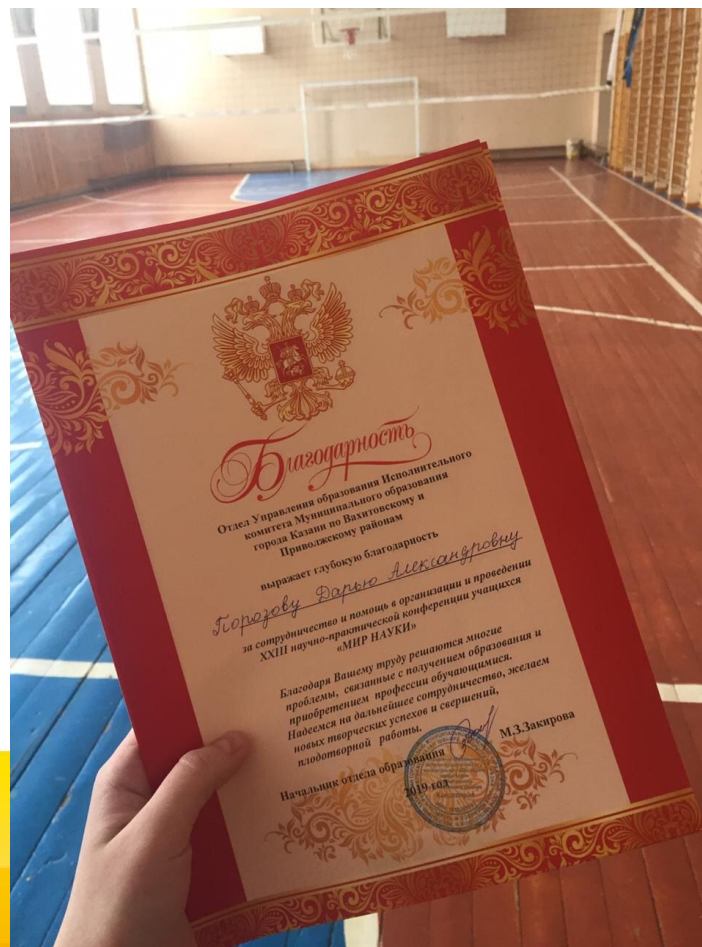 Благодарность
Отдел Управления образования Исполнительного
комитета Муниципального образования
города Казани по Вахитовскому и
Приволжскому районам
выражает глубокую благодарность
Порозову Дарью Александровну
за сотрудничество и помощь в организации и проведении
XXIII научно-практической конференции учащихся
«МИР НАУКИ»
Благодаря Вашему труду решаются многие
проблемы, связанные с получением образования и
приобретением профессии обучающимися.
Надеемся на дальнейшее сотрудничество, желаем
новых творческих успехов и свершений,
плодотворной работы.
Начальник отдела образования М.З.Закирова
2019 год